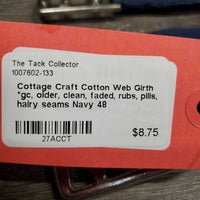 The Tack Collector
1007602-133
Cottage Craft Cotton Web Girth
*gc, older, clean, faded, rubs, pills,
hairy seams Navy 48
27ACCT
$8.75